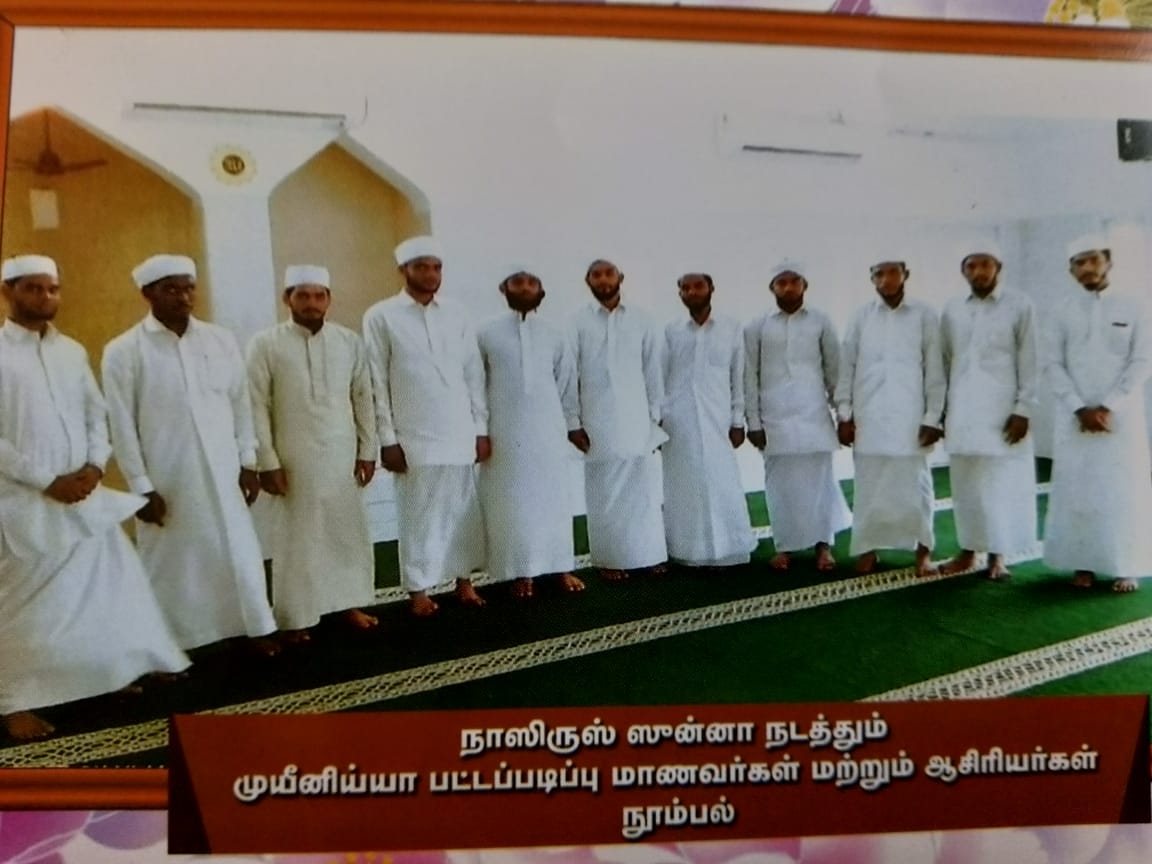 நாஸிருஸ் ஸுன்னா நடத்தும்
முயீனிய்யா பட்டப்படிப்பு மாணவர்கள் மற்றும் ஆசிரியர்கள்
நூம்பல்